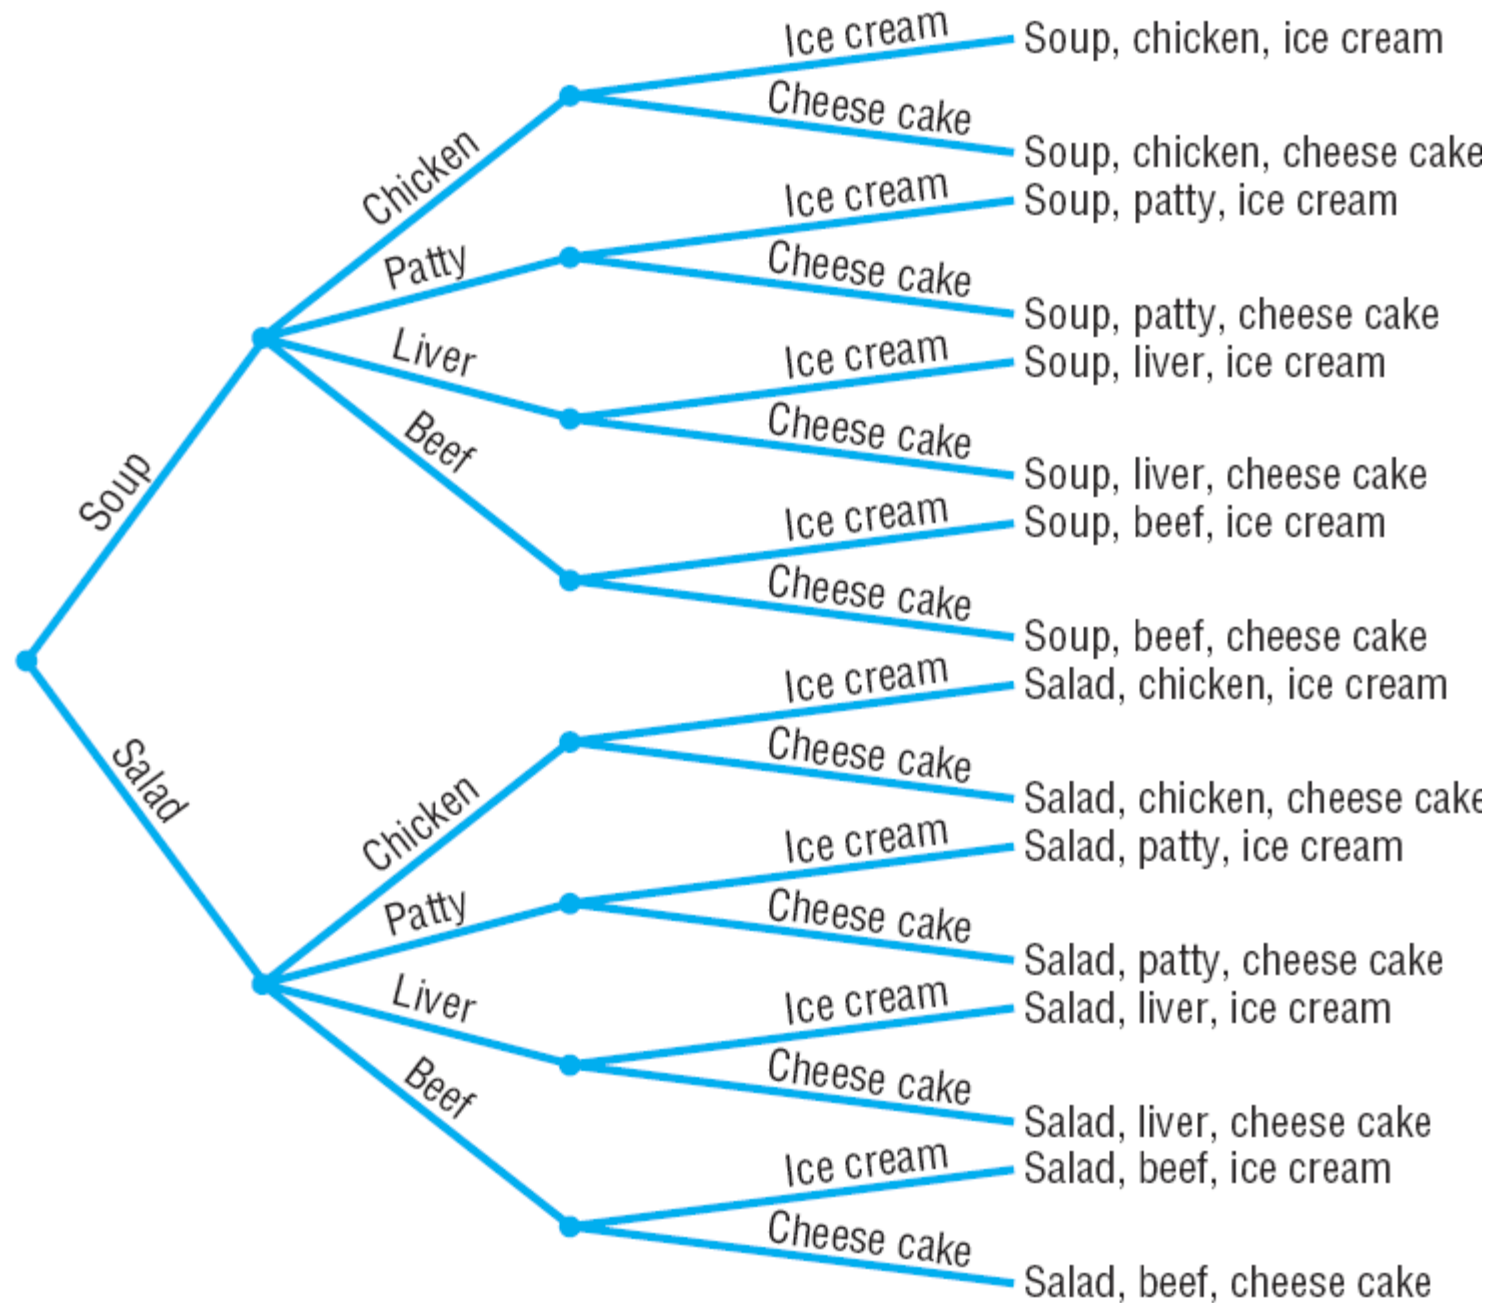 Ice cream
Soup, chicken, ice cream
Cheese cake
Soup, chicken, cheese cake
Chicken
Ice cream
Soup, patty, ice cream
Patty
Cheese cake
Soup, patty, cheese cake
Liver
Ice cream
Soup, liver, ice cream
Cheese cake
Soup, liver, cheese cake
Beef
Soup
Ice cream
Soup, beef, ice cream
Cheese cake
Soup, beef, cheese cake
Ice cream
Salad, chicken, ice cream
Salad
Cheese cake
Salad, chicken, cheese cake
Chicken
Ice cream
Salad, patty, ice cream
Patty
Cheese cake
Salad, patty, cheese cake
Liver
Ice cream
Salad, liver, ice cream
Cheese cake
Salad, liver, cheese cake
Beef
Ice cream
Salad, beef, ice cream
Cheese cake
Salad, beef, cheese cake